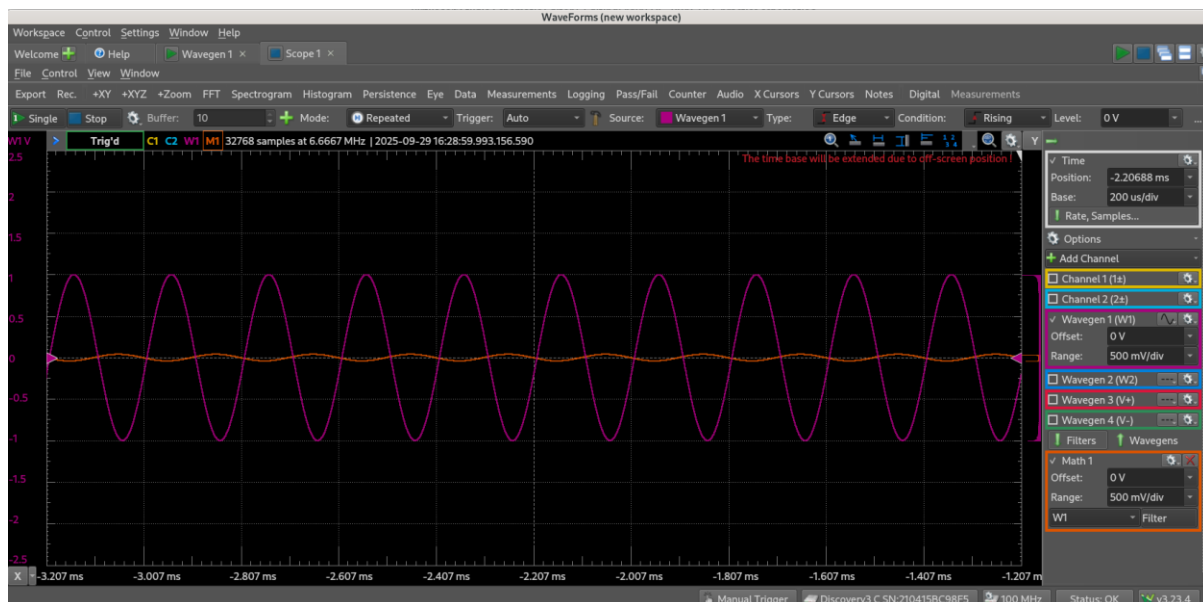 WaveForms (new workspace)
Workspace Control Settings Window Help
Welcome Help Wavegen 1 × Scope 1 ×
File Control View Window
Export Rec. +XY +XYZ +Zoom FFT Spectrogram Histogram Persistence Eye Data Measurements Logging Pass/Fail Counter Audio X Cursors Y Cursors Notes Digital Measurements
Single Stop Buffer: 10 Mode: Repeated Trigger: Auto Source: Wavegen 1 Type: Edge Condition: Rising Level: 0 V ...
W1 V Trig'd C1 C2 W1 M1 32768 samples at 6.6667 MHz | 2025-09-29 16:28:59.993.156.590 Y
The time base will be extended due to off-screen position !
2.5
2
1.5
1
0.5
0
-0.5
-1
-1.5
-2
-2.5
X -3.207 ms -3.007 ms -2.807 ms -2.607 ms -2.407 ms -2.207 ms -2.007 ms -1.807 ms -1.607 ms -1.407 ms -1.207 m
Time
Position: -2.20688 ms
Base: 200 us/div
Rate, Samples...
Options
Add Channel
Channel 1 (1±)
Channel 2 (2±)
Wavegen 1 (W1)
Offset: 0 V
Range: 500 mV/div
Wavegen 2 (W2) ---
Wavegen 3 (V+) ---
Wavegen 4 (V-) ---
Filters Wavegens
Math 1
Offset: 0 V
Range: 500 mV/div
W1 Filter
Manual Trigger Discovery3 C SN:210415BC98E5 100 MHz Status: OK v3.23.4